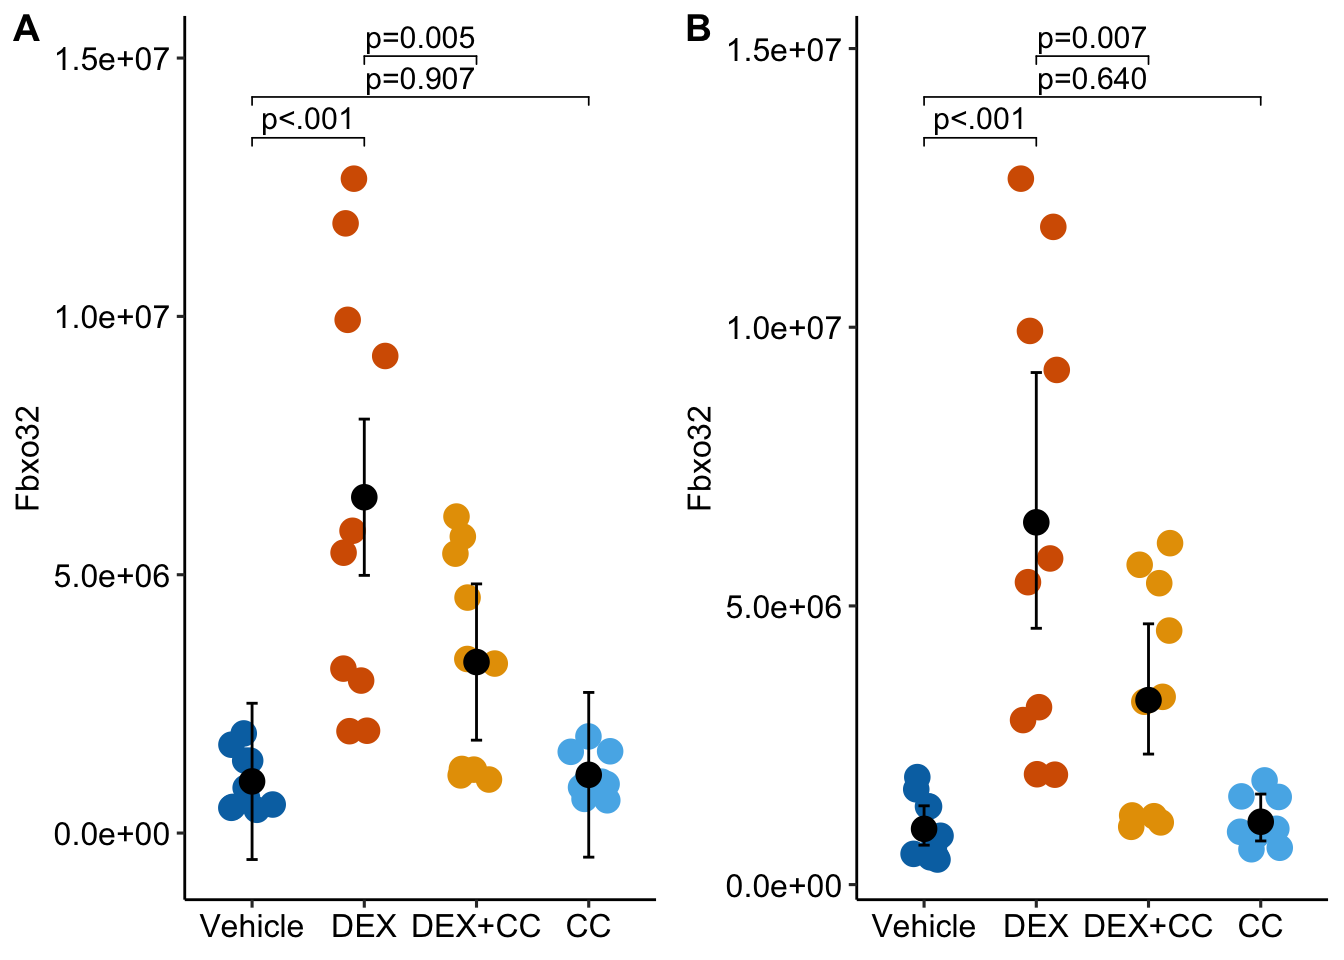 A
Fbxo32
1.5e+07
1.0e+07
5.0e+06
0.0e+00
p=0.005
p=0.907
p<.001
Vehicle DEX DEX+CC CC
B
Fbxo32
1.5e+07
1.0e+07
5.0e+06
0.0e+00
p=0.007
p=0.640
p<.001
Vehicle DEX DEX+CC CC